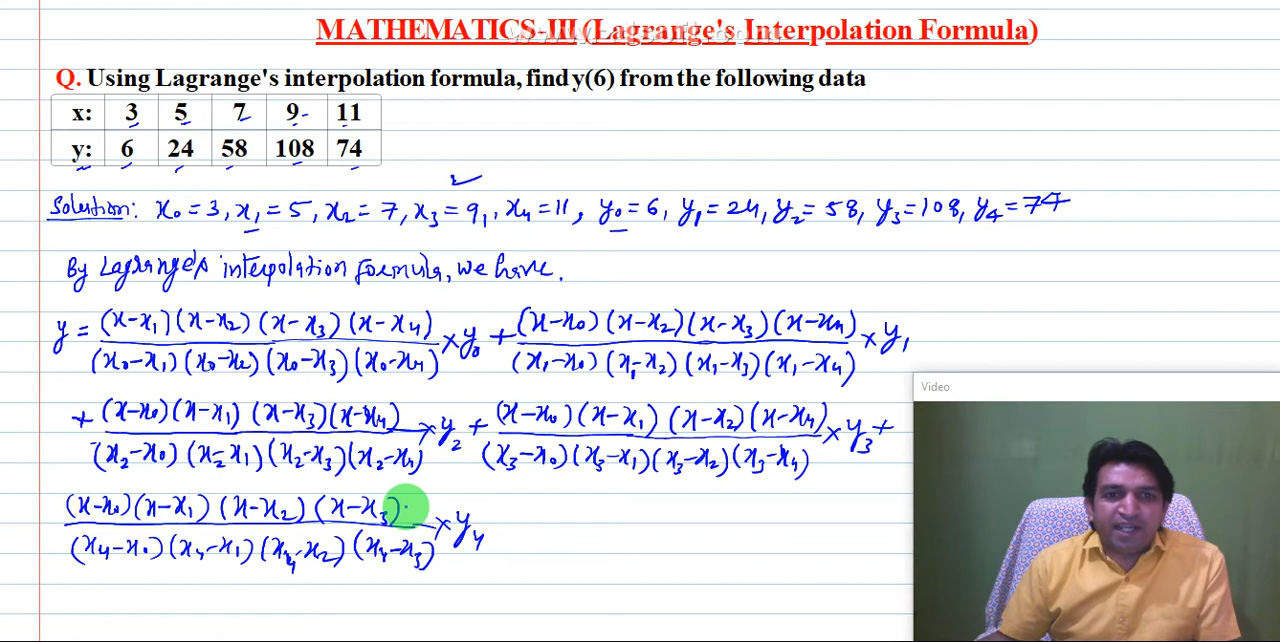 MATHEMATICS-III (Lagrange's Interpolation Formula)
Q. Using Lagrange's interpolation formula, find y(6) from the following data
x: 3 5 7 9 11
y: 6 24 58 108 74
Solution: x₀ = 3, x₁ = 5, x₂ = 7, x₃ = 9, x₄ = 11, y₀ = 6, y₁ = 24, y₂ = 58, y₃ = 108, y₄ = 74
By Lagrange's interpolation Formula, we have.
y = (x-x₁)(x-x₂)(x-x₃)(x-x₄) × y₀ + (x-x₀)(x-x₂)(x-x₃)(x-x₄) × y₁
(x₀-x₁)(x₀-x₂)(x₀-x₃)(x₀-x₄) (x₁-x₀)(x₁-x₂)(x₁-x₃)(x₁-x₄)
Video
+ (x-x₀)(x-x₁)(x-x₃)(x-x₄) × y₂ + (x-x₀)(x-x₁)(x-x₂)(x-x₄) × y₃ +
(x₂-x₀)(x₂-x₁)(x₂-x₃)(x₂-x₄) (x₃-x₀)(x₃-x₁)(x₃-x₂)(x₃-x₄)
(x-x₀)(x-x₁)(x-x₂)(x-x₃) × y₄
(x₄-x₀)(x₄-x₁)(x₄-x₂)(x₄-x₃)